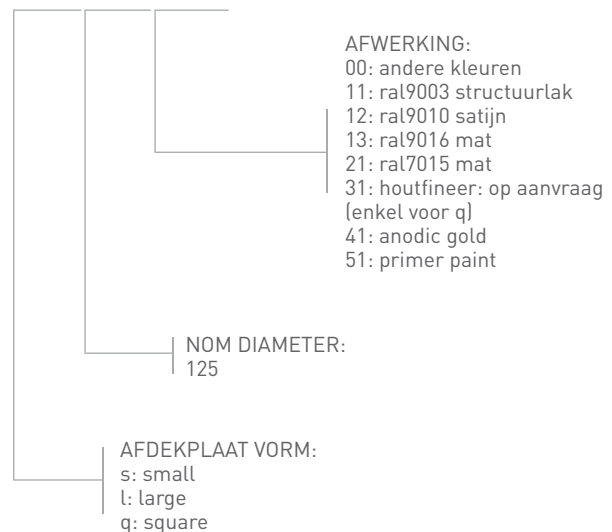 AFWERKING:
00: andere kleuren
11: ral9003 structuurlak
12: ral9010 satijn
13: ral9016 mat
21: ral7015 mat
31: houtfineer: op aanvraag
(enkel voor q)
41: anodic gold
51: primer paint
NOM DIAMETER:
125
AFDEKPLAAT VORM:
s: small
l: large
q: square